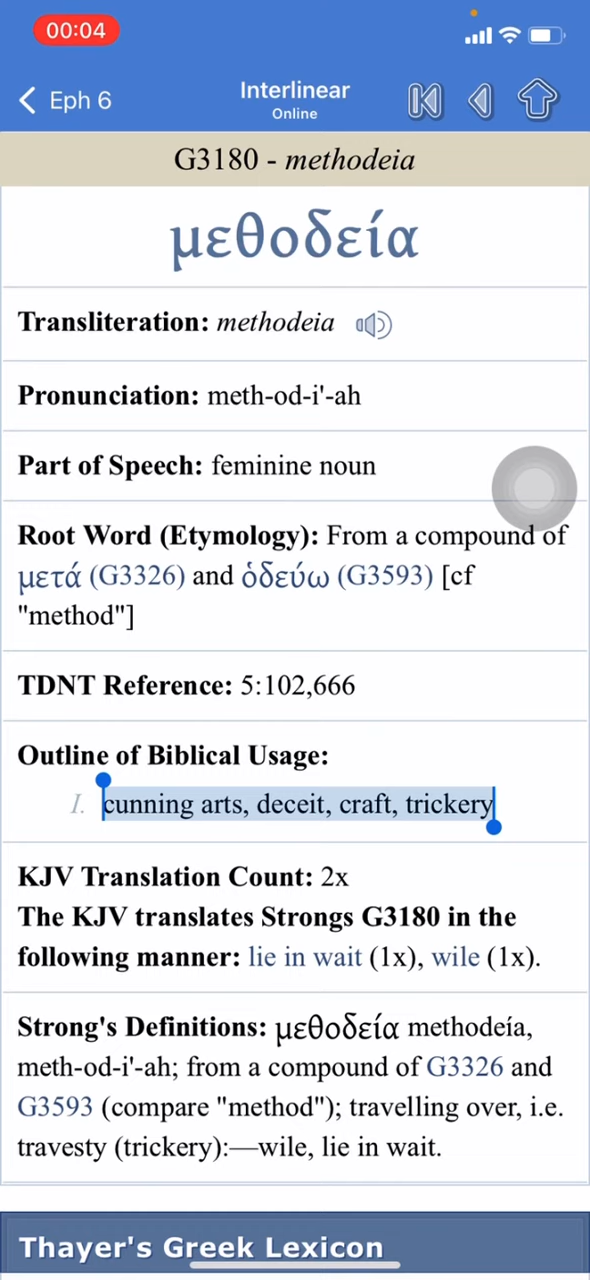 00:04
Eph 6
Interlinear
Online
G3180 - methodeia
μεθοδεία
Transliteration: methodeia
Pronunciation: meth-od-i'-ah
Part of Speech: feminine noun
Root Word (Etymology): From a compound of
μετά (G3326) and ὁδεύω (G3593) [cf
"method"]
TDNT Reference: 5:102,666
Outline of Biblical Usage:
I. cunning arts, deceit, craft, trickery
KJV Translation Count: 2x
The KJV translates Strongs G3180 in the
following manner: lie in wait (1x), wile (1x).
Strong's Definitions: μεθοδεία methodeía,
meth-od-i'-ah; from a compound of G3326 and
G3593 (compare "method"); travelling over, i.e.
travesty (trickery):—wile, lie in wait.
Thayer's Greek Lexicon